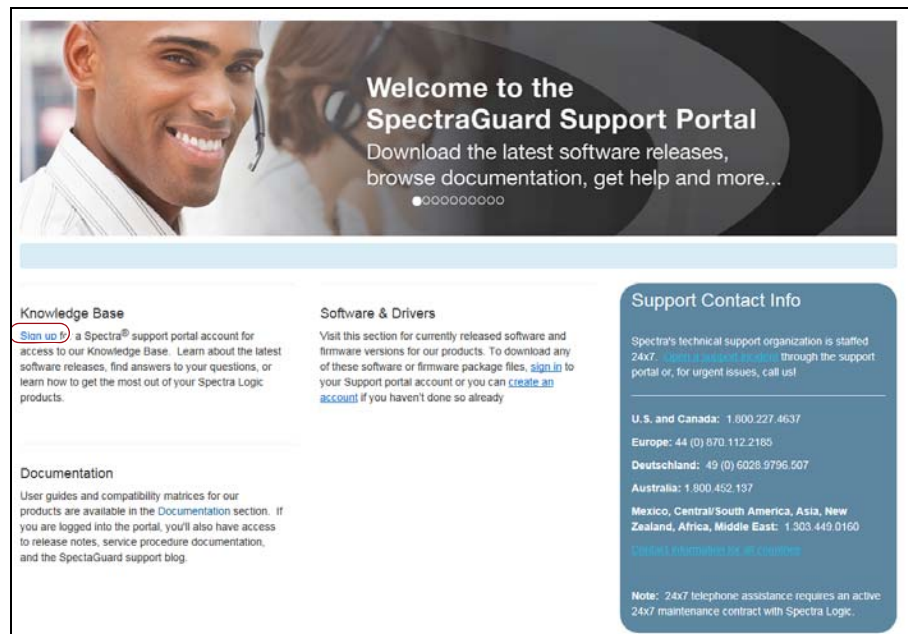 Welcome to the
SpectraGuard Support Portal
Download the latest software releases,
browse documentation, get help and more...
Knowledge Base
Sign up for a Spectra® support portal account for
access to our Knowledge Base. Learn about the latest
software releases, find answers to your questions, or
learn how to get the most out of your Spectra Logic
products.
Software & Drivers
Visit this section for currently released software and
firmware versions for our products. To download any
of these software or firmware package files, sign in to
your Support portal account or you can create an
account if you haven't done so already
Documentation
User guides and compatibility matrices for our
products are available in the Documentation section. If
you are logged into the portal, you'll also have access
to release notes, service procedure documentation,
and the SpectaGuard support blog.
Support Contact Info
Spectra's technical support organization is staffed
24x7. Open a support incident through the support
portal or, for urgent issues, call us!
U.S. and Canada: 1.800.227.4637
Europe: 44 (0) 870.112.2185
Deutschland: 49 (0) 6028.9796.507
Australia: 1.800.452.137
Mexico, Central/South America, Asia, New
Zealand, Africa, Middle East: 1.303.449.0160
Contact information for all countries
Note: 24x7 telephone assistance requires an active
24x7 maintenance contract with Spectra Logic.